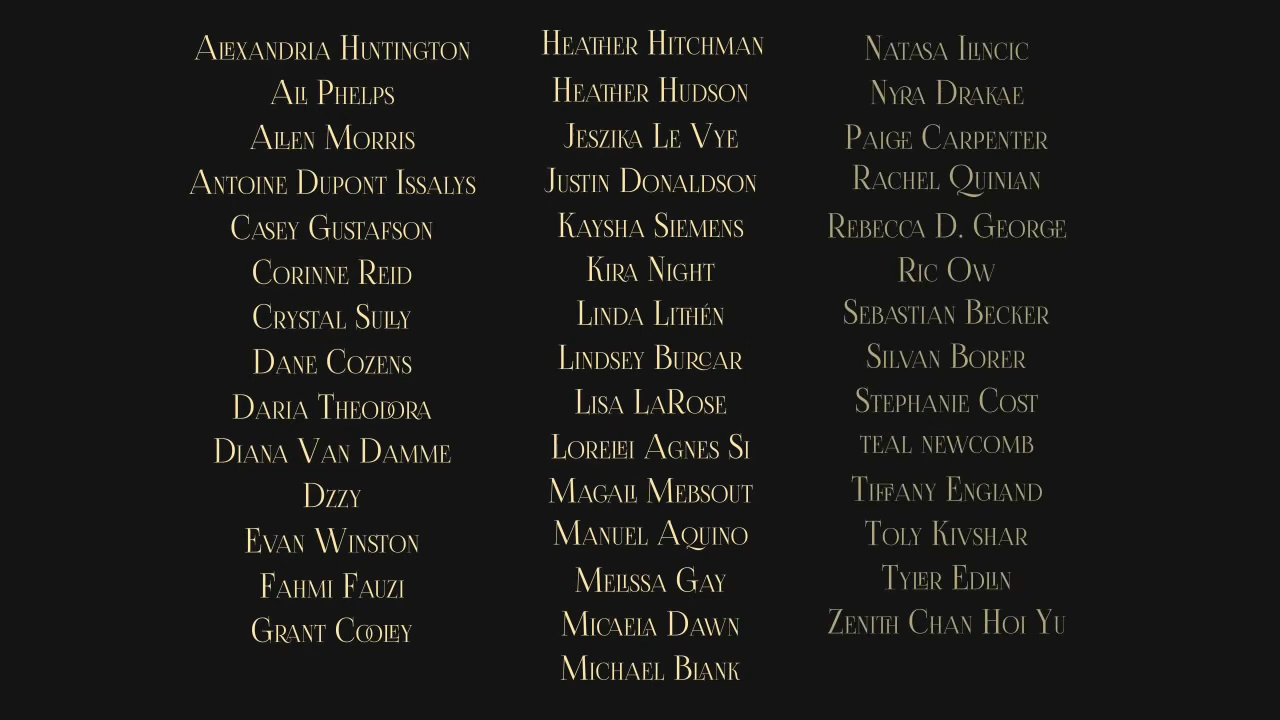 Alexandria Huntington
Ali Phelps
Allen Morris
Antoine Dupont Issalys
Casey Gustafson
Corinne Reid
Crystal Sully
Dane Cozens
Daria Theodora
Diana Van Damme
Dzzy
Evan Winston
Fahmi Fauzi
Grant Cooley
Heather Hitchman
Heather Hudson
Jeszika Le Vye
Justin Donaldson
Kaysha Siemens
Kira Night
Linda Lithén
Lindsey Burcar
Lisa LaRose
Lorelei Agnes Si
Magali Mebsout
Manuel Aquino
Melissa Gay
Micaela Dawn
Michael Blank
Natasa Ilincic
Nyra Drakae
Paige Carpenter
Rachel Quinlan
Rebecca D. George
Ric Ow
Sebastian Becker
Silvan Borer
Stephanie Cost
teal newcomb
Tiffany England
Toly Kivshar
Tyler Edlin
Zenith Chan Hoi Yu